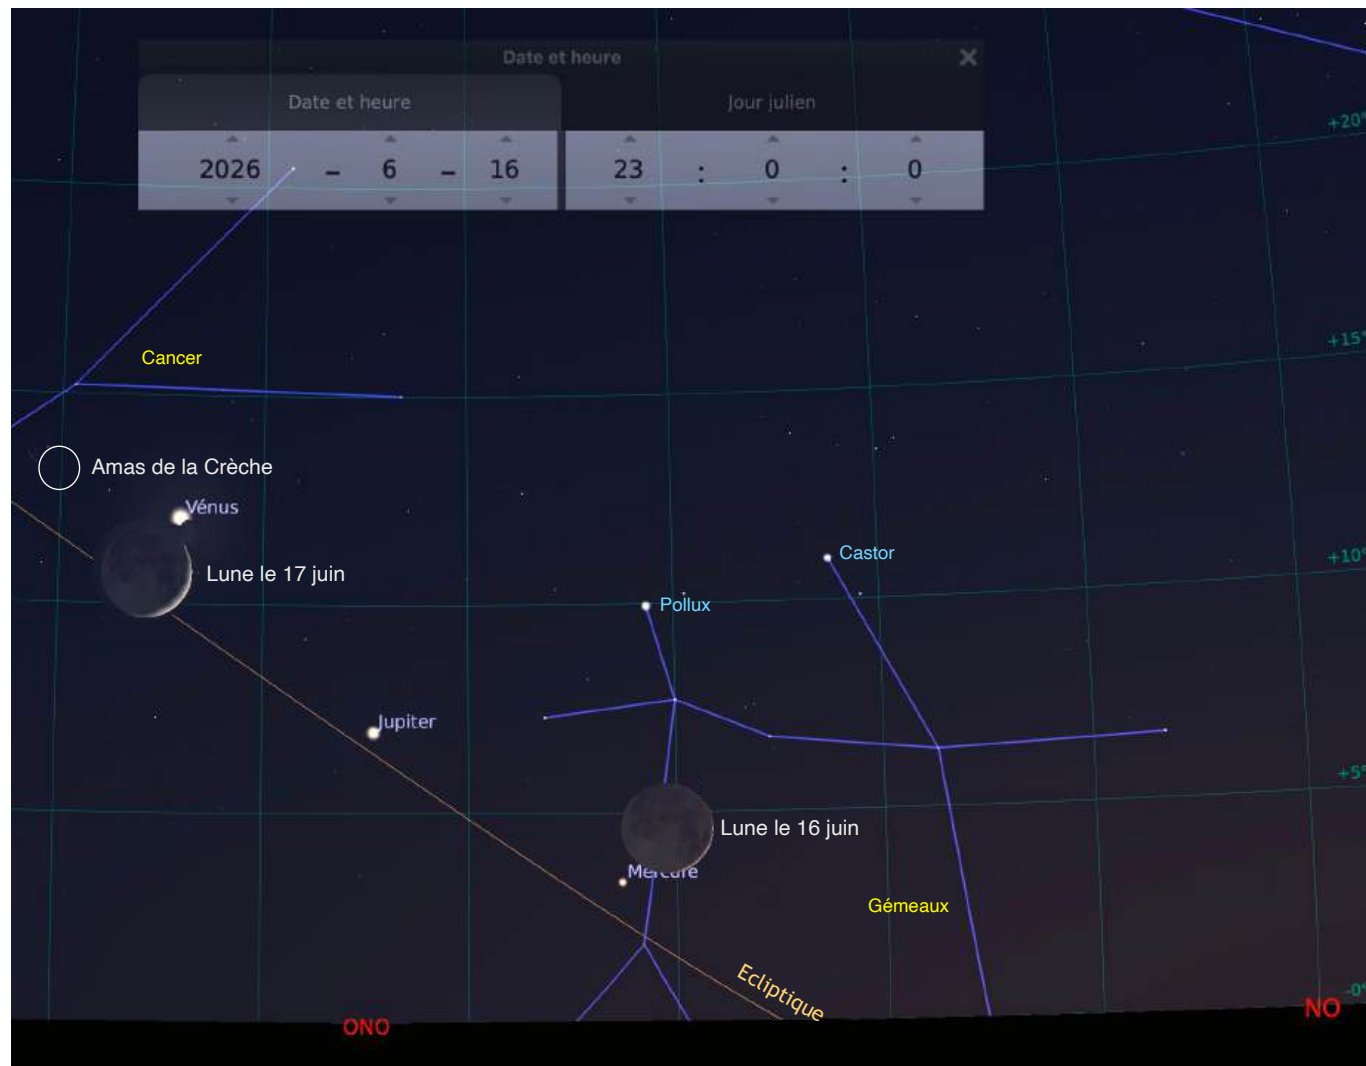 Date et heure
Date et heure
Jour julien
2026 – 6 – 16 23 : 0 : 0
+20°
+15°
Cancer
Amas de la Crèche
Vénus
Castor
+10°
Lune le 17 juin
Pollux
Jupiter
+5°
Lune le 16 juin
Mercure
Gémeaux
Ecliptique
-0°
NO
ONO